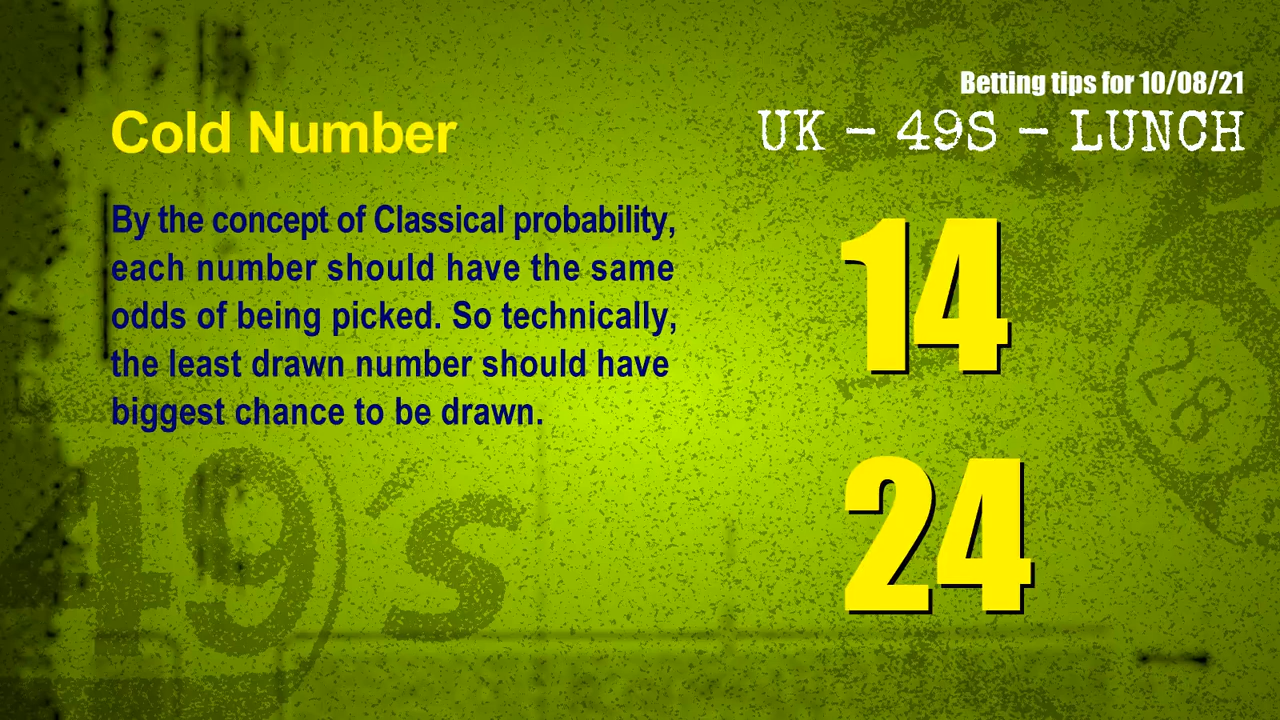 Betting tips for 10/08/21
UK - 49S - LUNCH
Cold Number
By the concept of Classical probability,
each number should have the same
odds of being picked. So technically,
the least drawn number should have
biggest chance to be drawn.
14
24
28
49's